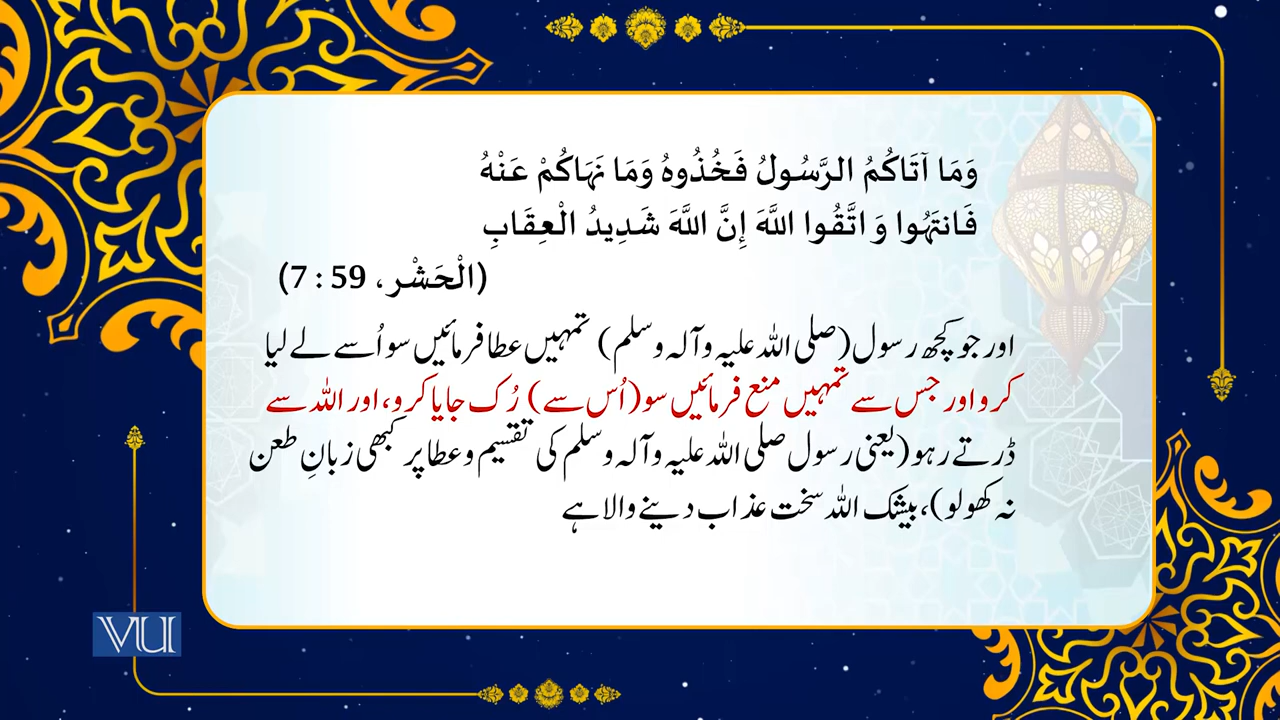 وَمَا آتَاكُمُ الرَّسُولُ فَخُذُوهُ وَمَا نَهَاكُمْ عَنْهُ
فَانتَهُوا وَ اتَّقُوا اللَّهَ إِنَّ اللَّهَ شَدِيدُ الْعِقَابِ
(الْحَشْر، 59 : 7)
اور جو کچھ رسول (صلی اللہ علیہ وآلہ وسلم) تمہیں عطا فرمائیں سو اُسے لے لیا
کرو اور جس سے تمہیں منع فرمائیں سو (اُس سے) رُک جایا کرو، اور اللہ سے
ڈرتے رہو (یعنی رسول صلی اللہ علیہ وآلہ وسلم کی تقسیم و عطا پر کبھی زبانِ طعن
نہ کھولو)، بیشک اللہ سخت عذاب دینے والا ہے
VU